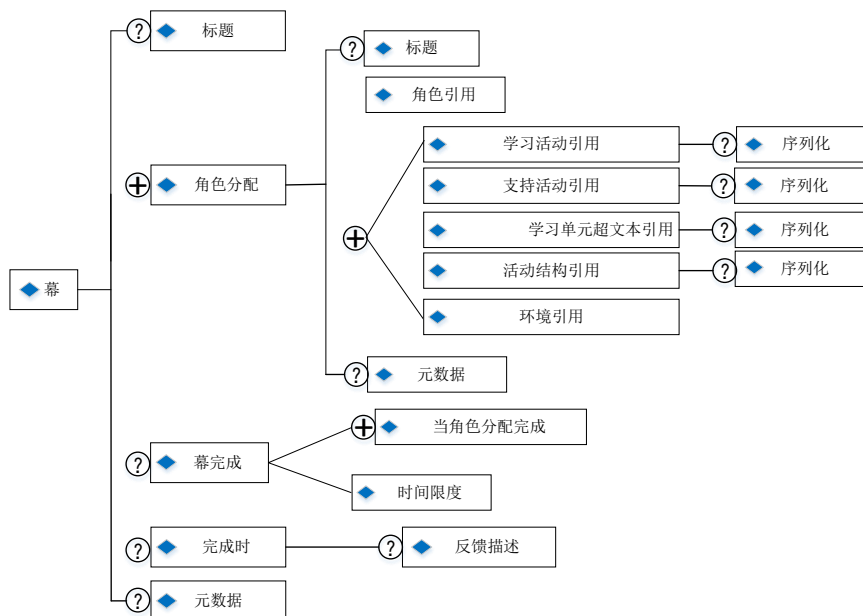 标题
标题
角色引用
学习活动引用
序列化
支持活动引用
序列化
角色分配
学习单元超文本引用
序列化
活动结构引用
序列化
幕
环境引用
元数据
当角色分配完成
幕完成
时间限度
完成时
反馈描述
元数据